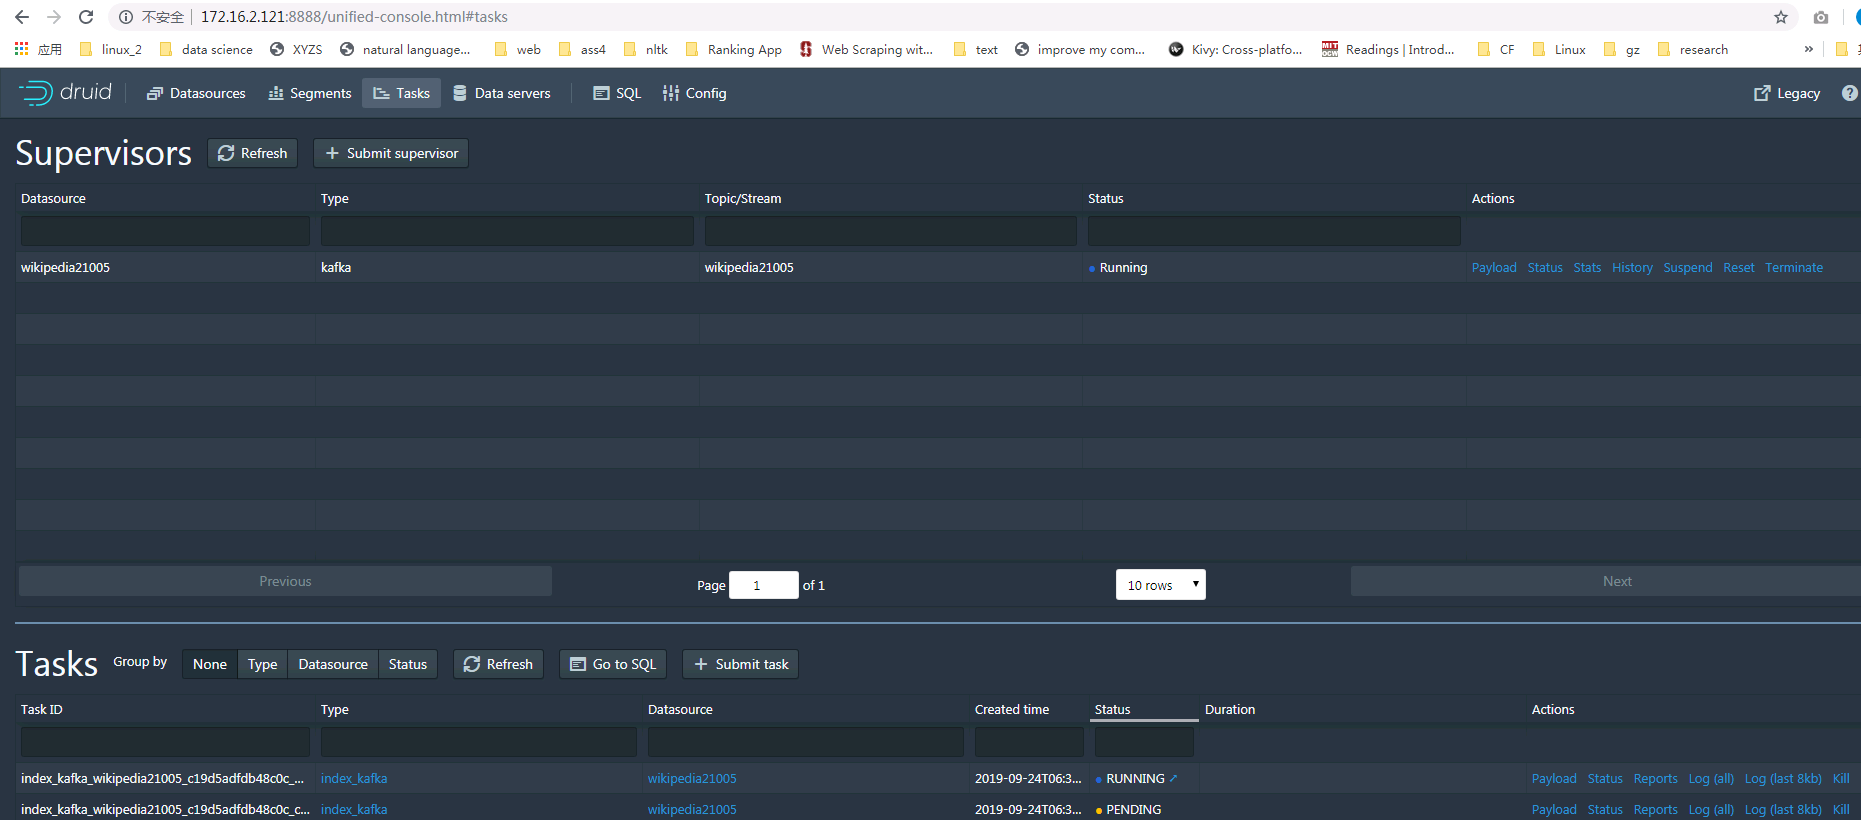 不安全 172.16.2.121:8888/unified-console.html#tasks
应用 linux_2 data science XYZS natural language... web ass4 nltk Ranking App Web Scraping wit... text improve my com... Kivy: Cross-platfo... Readings | Introd... CF Linux gz research »
druid Datasources Segments Tasks Data servers SQL Config Legacy
Supervisors Refresh + Submit supervisor
Datasource Type Topic/Stream Status Actions
wikipedia21005 kafka wikipedia21005 Running Payload Status Stats History Suspend Reset Terminate
Previous Page 1 of 1 10 rows Next
Tasks Group by None Type Datasource Status Refresh Go to SQL + Submit task
Task ID Type Datasource Created time Status Duration Actions
index_kafka_wikipedia21005_c19d5adfdb48c0c_... index_kafka wikipedia21005 2019-09-24T06:3... RUNNING Payload Status Reports Log (all) Log (last 8kb) Kill
index_kafka_wikipedia21005_c19d5adfdb48c0c_c... index_kafka wikipedia21005 2019-09-24T06:3... PENDING Payload Status Reports Log (all) Log (last 8kb) Kill